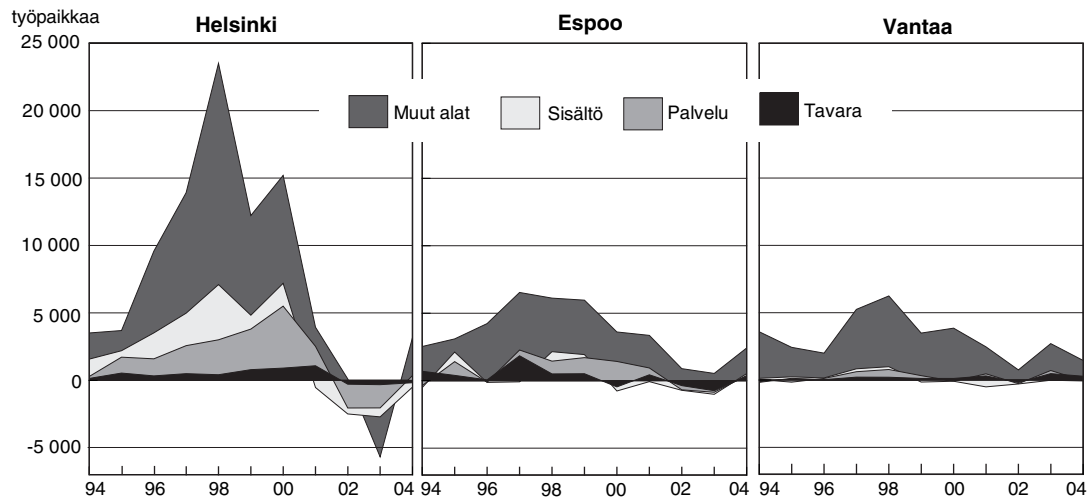 työpaikkaa
Helsinki
Espoo
Vantaa
25 000
20 000
15 000
10 000
5 000
0
-5 000
Muut alat
Sisältö
Palvelu
Tavara
94 96 98 00 02 04
94 96 98 00 02 04
94 96 98 00 02 04